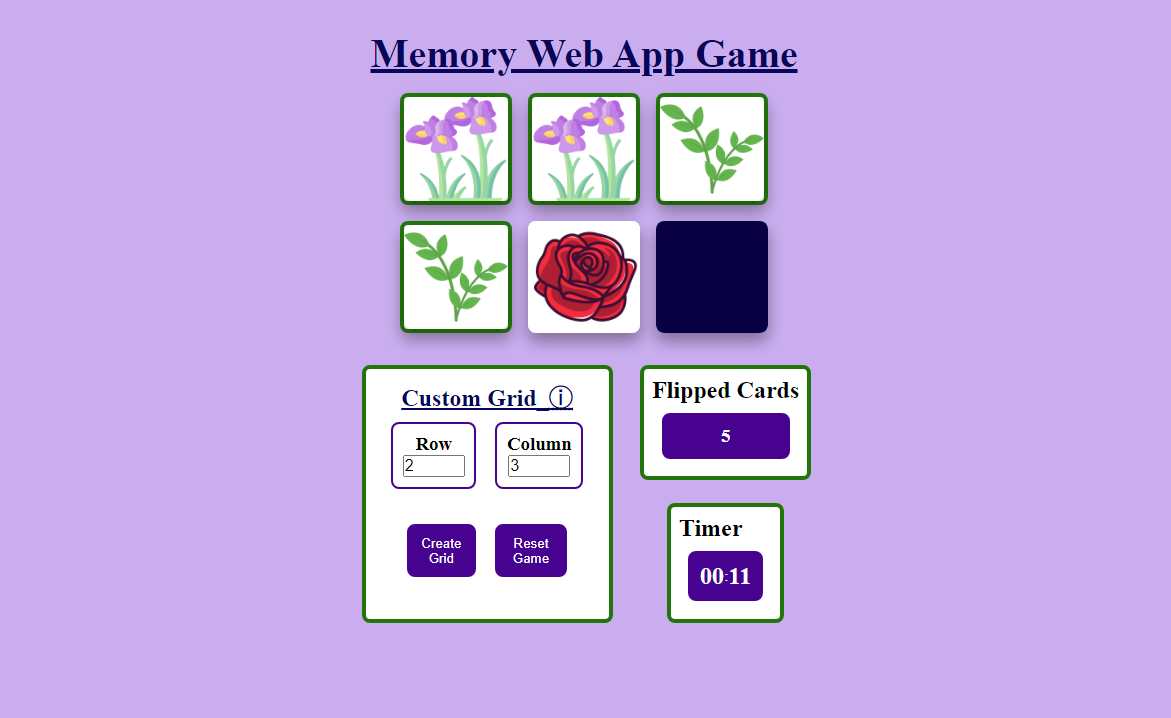 Memory Web App Game
Custom Grid ⓘ
Row
Column
2
3
Create
Grid
Reset
Game
Flipped Cards
5
Timer
00:11